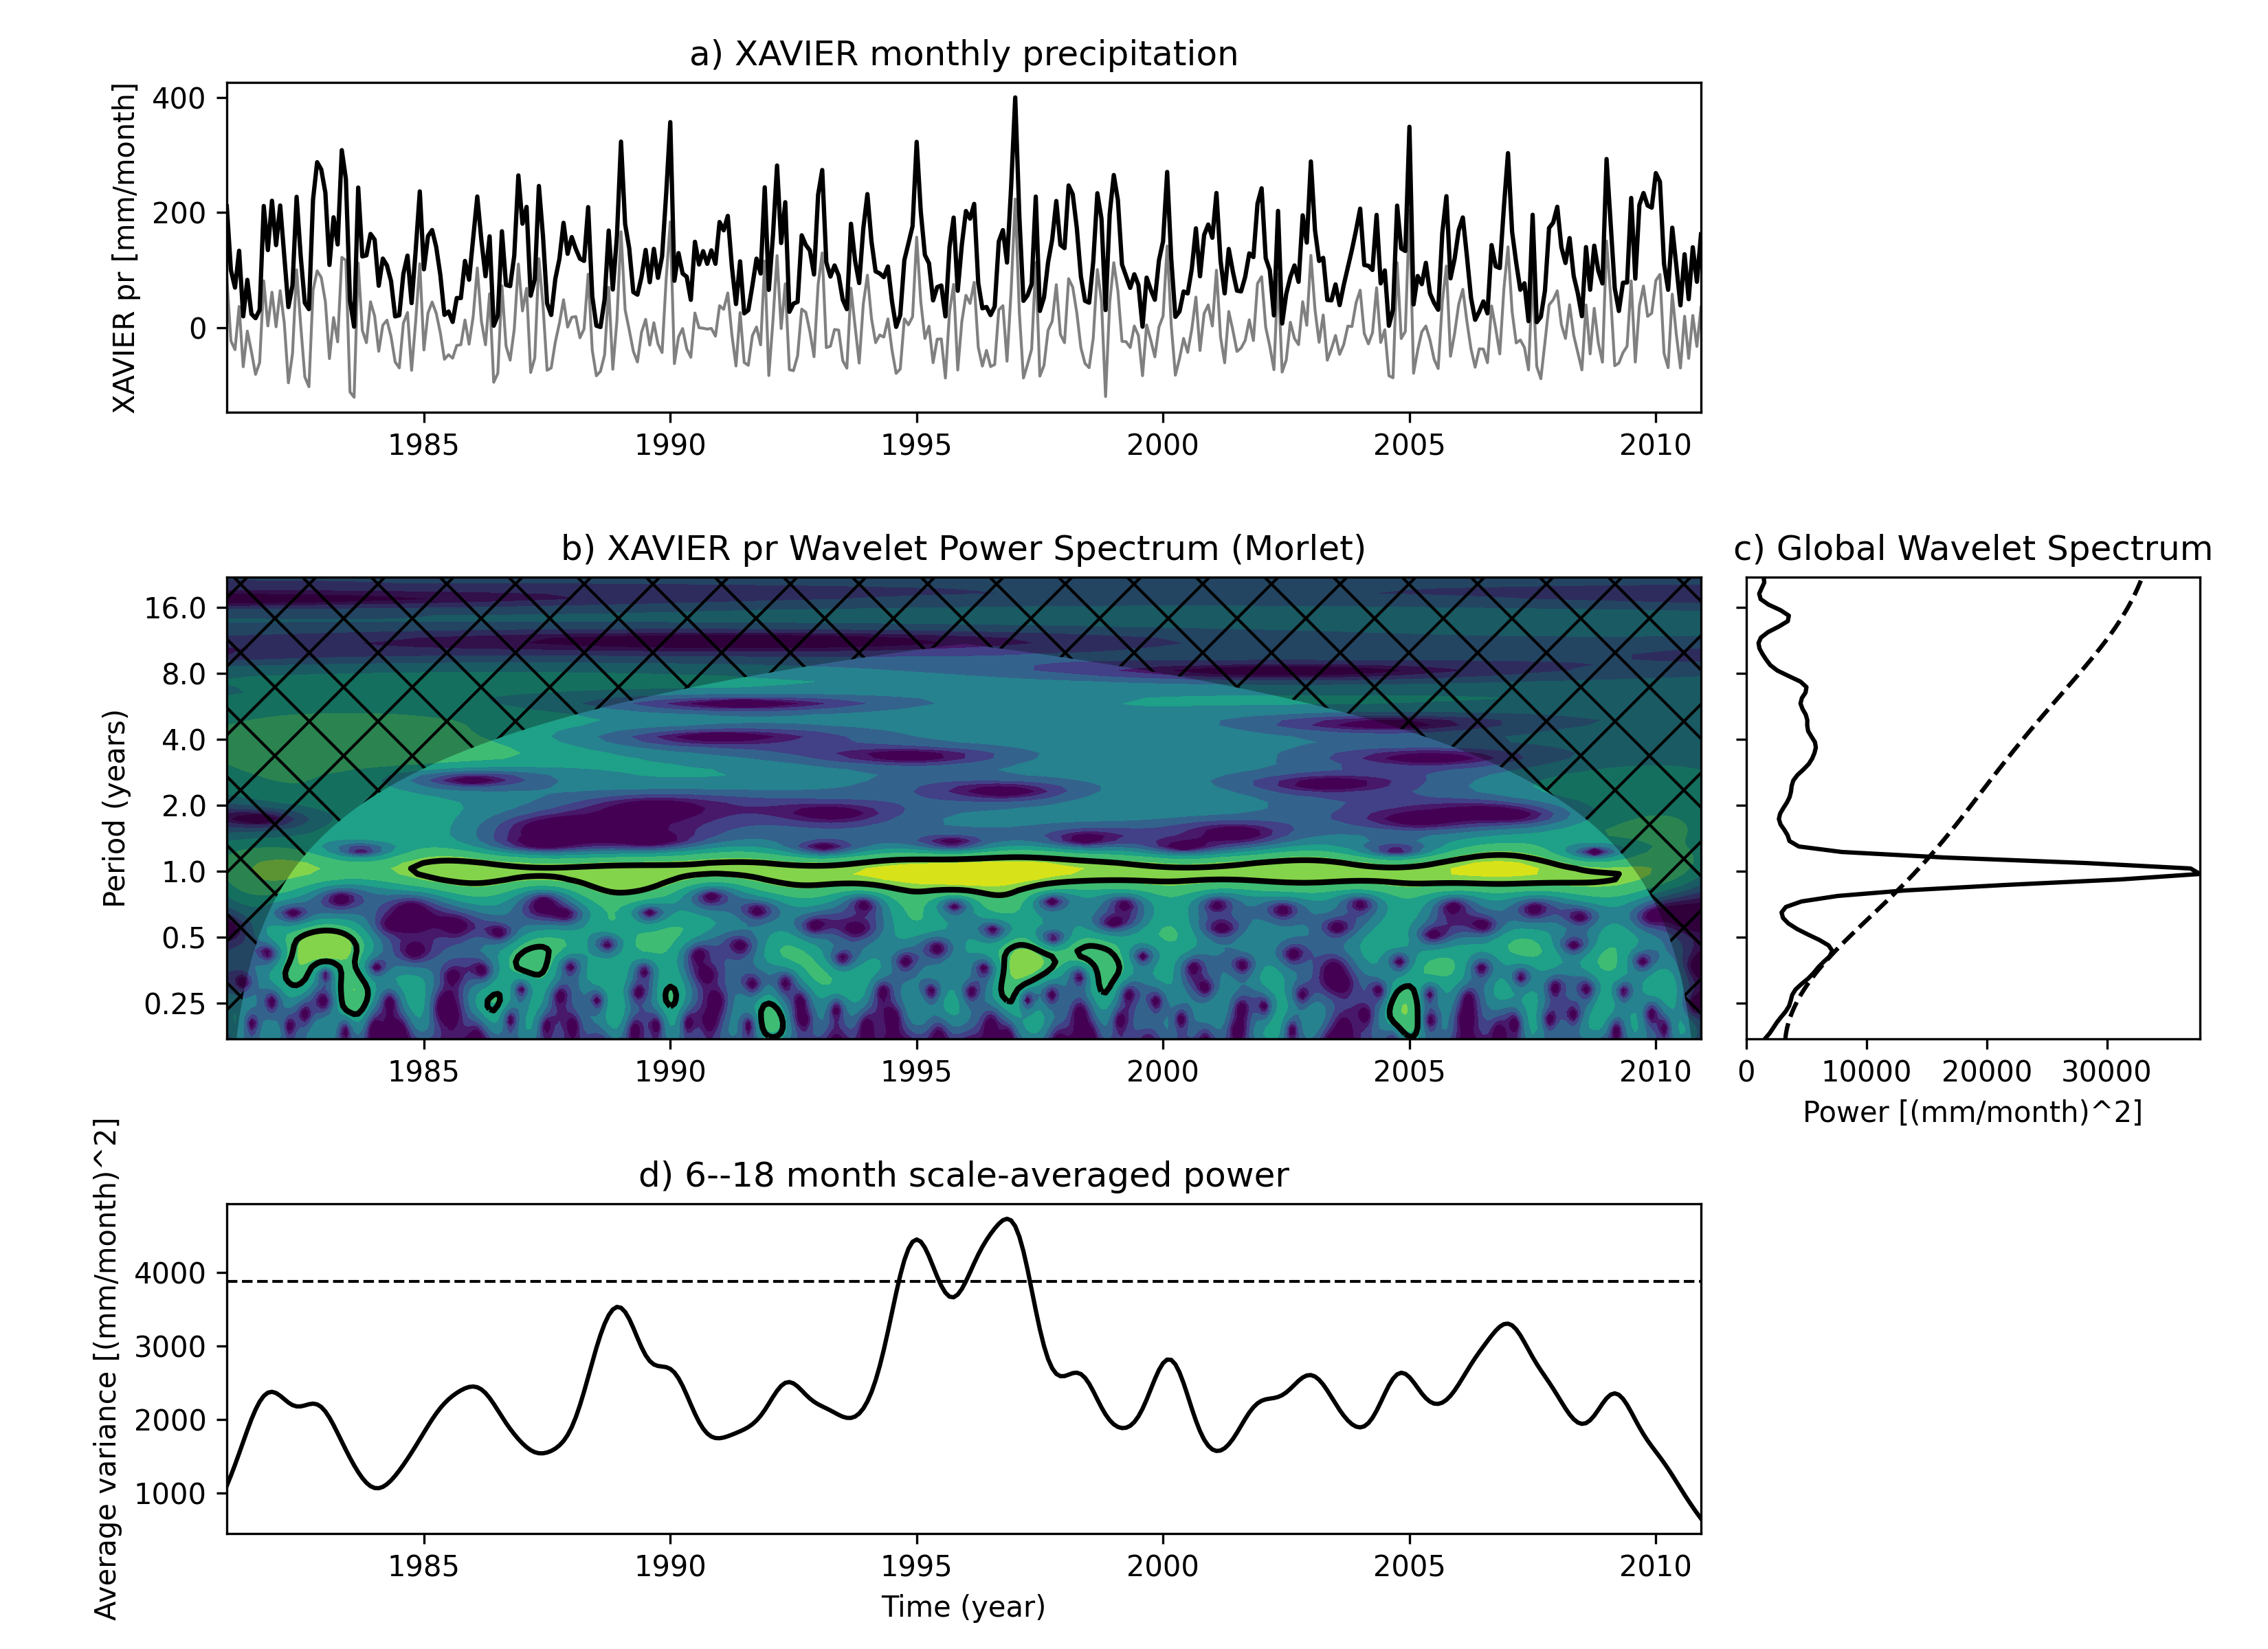 a) XAVIER monthly precipitation
XAVIER pr [mm/month]
400
200
0
1985 1990 1995 2000 2005 2010
b) XAVIER pr Wavelet Power Spectrum (Morlet)
Period (years)
16.0
8.0
4.0
2.0
1.0
0.5
0.25
1985 1990 1995 2000 2005 2010
c) Global Wavelet Spectrum
0 10000 20000 30000
Power [(mm/month)^2]
d) 6--18 month scale-averaged power
Average variance [(mm/month)^2]
4000
3000
2000
1000
1985 1990 1995 2000 2005 2010
Time (year)